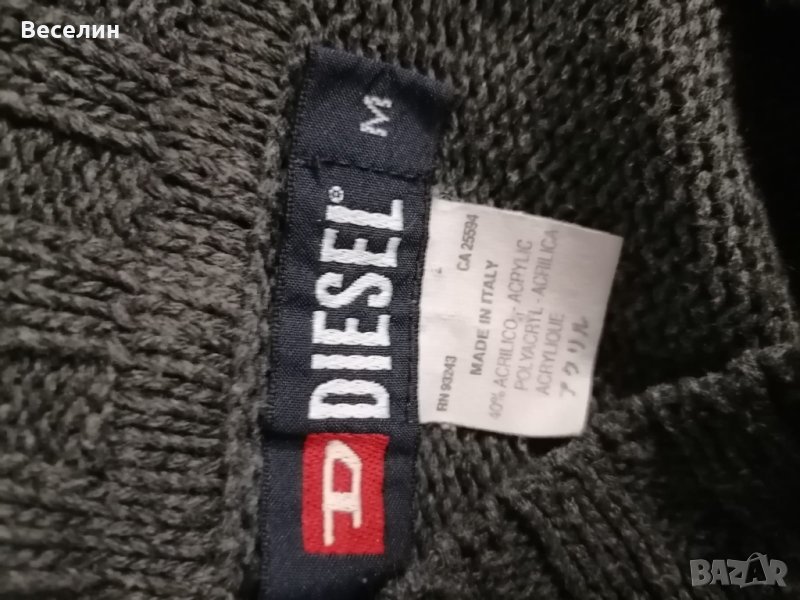 Веселин
M
DIESEL®
D
RN 93243 CA 25594
MADE IN ITALY
40% ACRILICO - ACRYLIC
POLYACRYL - ACRILICA
ACRYLIQUE
アクリル
BAZAR